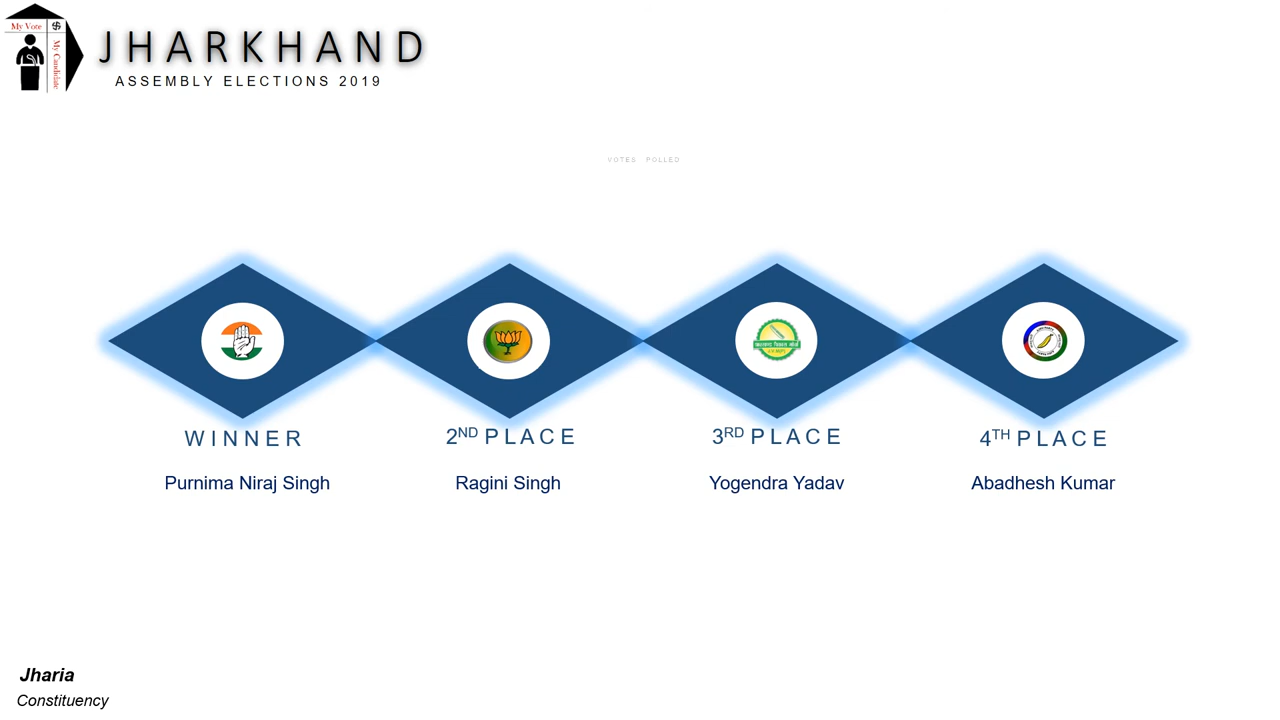 My Vote
My Candidate
JHARKHAND
ASSEMBLY ELECTIONS 2019
VOTES POLLED
WINNER
2ND PLACE
3RD PLACE
4TH PLACE
Purnima Niraj Singh
Ragini Singh
Yogendra Yadav
Abadhesh Kumar
Jharia
Constituency